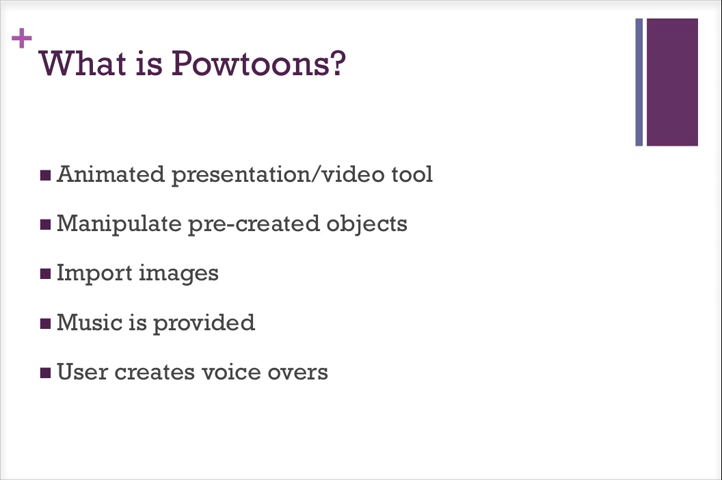 +
What is Powtoons?
■ Animated presentation/video tool
■ Manipulate pre-created objects
■ Import images
■ Music is provided
■ User creates voice overs